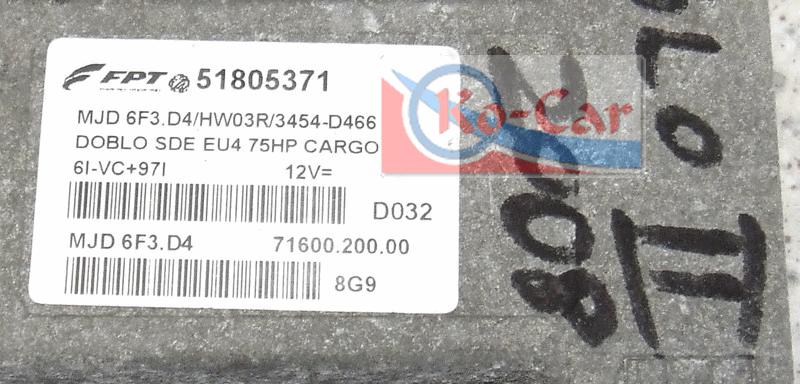 FPT 51805371
MJD 6F3.D4/HW03R/3454-D466
DOBLO SDE EU4 75HP CARGO
6I-VC+97I 12V=
D032
MJD 6F3.D4 71600.200.00
8G9
Ko-Car
II